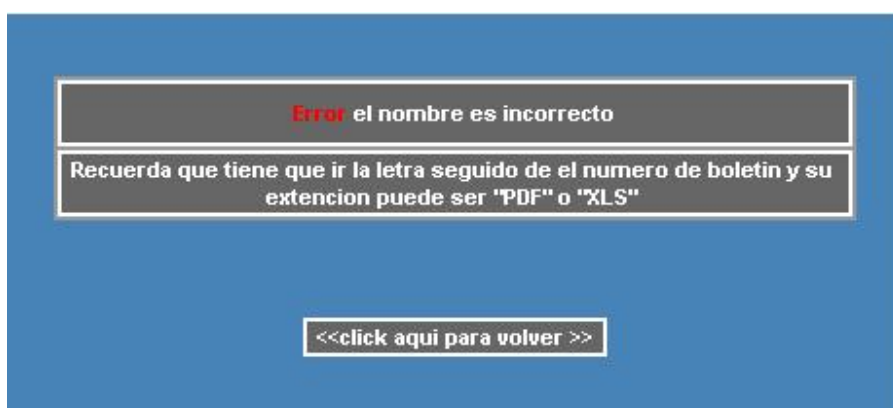 Error el nombre es incorrecto
Recuerda que tiene que ir la letra seguido de el numero de boletin y su
extencion puede ser "PDF" o "XLS"
<<click aqui para volver >>